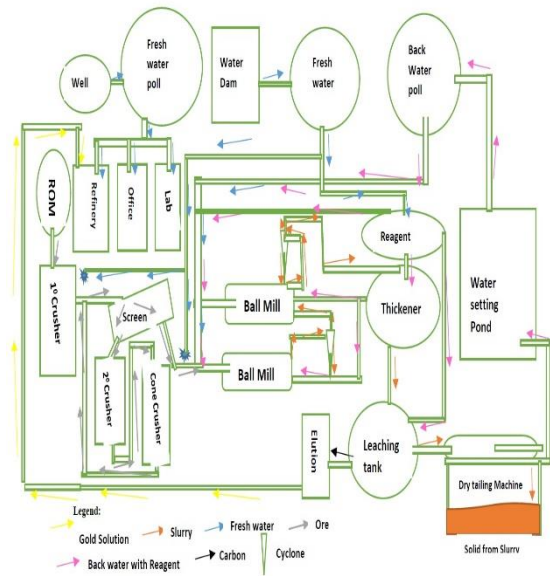 Fresh
water
poll
Well
Water
Dam
Fresh
water
Back
Water
poll
ROM
Refinery
Office
Lab
Reagent
1° Crusher
Screen
Ball Mill
Thickener
Water
setting
Pond
2° Crusher
Cone Crusher
Ball Mill
Elution
Leaching
tank
Dry tailing Machine
Solid from Slurry
Legend:
Gold Solution
Slurry
Fresh water
Ore
Back water with Reagent
Carbon
Cyclone